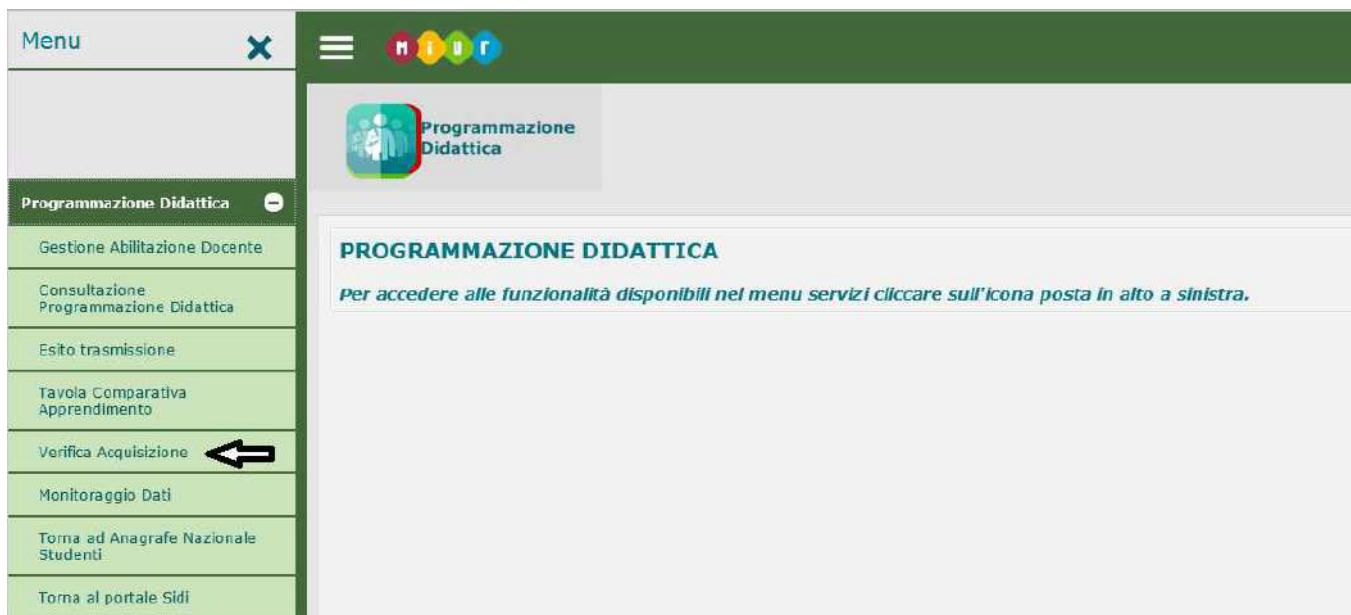 Menu
MIUr
Programmazione
Didattica
Programmazione Didattica
Gestione Abilitazione Docente
Consultazione
Programmazione Didattica
Esito trasmissione
Tavola Comparativa
Apprendimento
Verifica Acquisizione
Monitoraggio Dati
Torna ad Anagrafe Nazionale
Studenti
Torna al portale Sidi
PROGRAMMAZIONE DIDATTICA
Per accedere alle funzionalità disponibili nel menu servizi cliccare sull'icona posta in alto a sinistra.